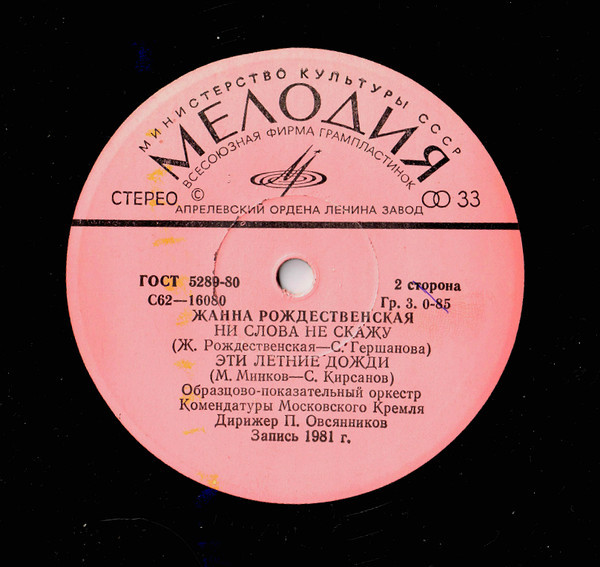 МИНИСТЕРСТВО КУЛЬТУРЫ СССР
МЕЛОДИЯ
ВСЕСОЮЗНАЯ ФИРМА ГРАМПЛАСТИНОК
СТЕРЕО ©
33
АПРЕЛЕВСКИЙ ОРДЕНА ЛЕНИНА ЗАВОД
ГОСТ 5289-80
2 сторона
С62—16080
Гр. 3. 0-85
ЖАННА РОЖДЕСТВЕНСКАЯ
НИ СЛОВА НЕ СКАЖУ
(Ж. Рождественская—С. Гершанова)
ЭТИ ЛЕТНИЕ ДОЖДИ
(М. Минков—С. Кирсанов)
Образцово-показательный оркестр
Комендатуры Московского Кремля
Дирижер П. Овсянников
Запись 1981 г.